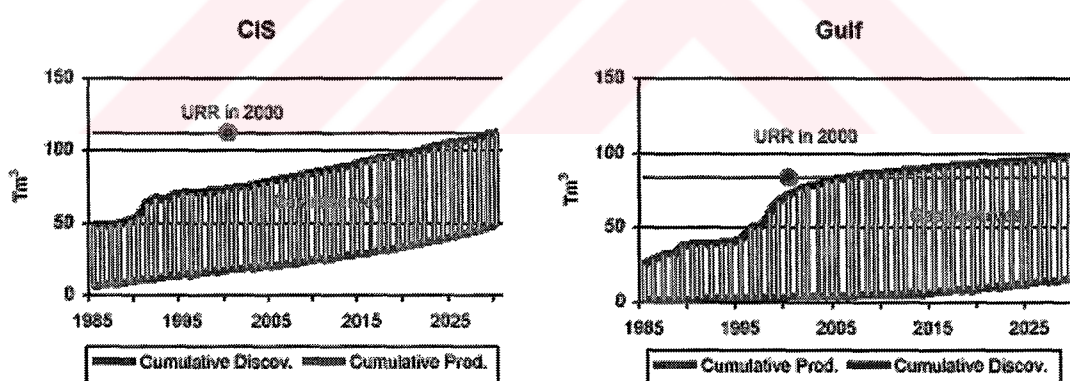 CIS
150
URR in 2000
100
Tm³
50
0
1985 1995 2005 2015 2025
Cumulative Discov. Cumulative Prod.
Gulf
150
URR in 2000
100
Tm³
50
0
1985 1995 2005 2015 2025
Cumulative Prod. Cumulative Discov.